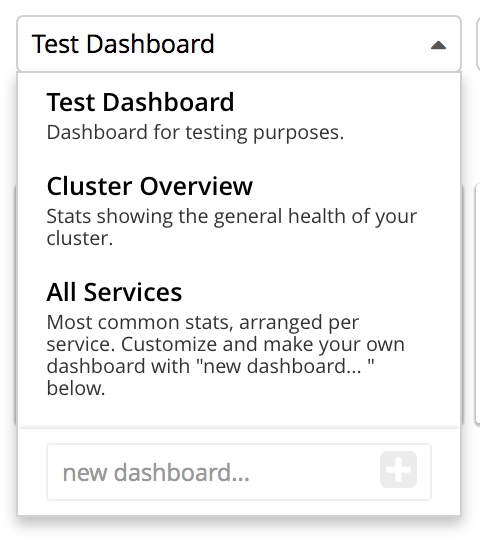 Test Dashboard
Test Dashboard
Dashboard for testing purposes.
Cluster Overview
Stats showing the general health of your
cluster.
All Services
Most common stats, arranged per
service. Customize and make your own
dashboard with "new dashboard... "
below.
new dashboard...